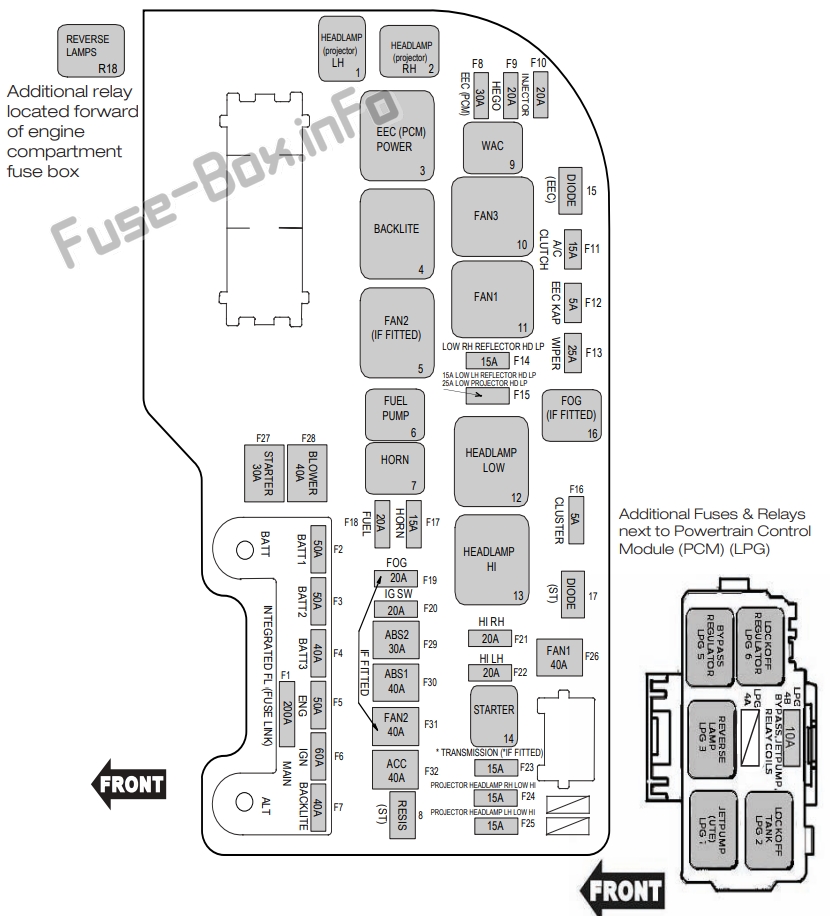 REVERSE
LAMPS
R18
Additional relay
located forward
of engine
compartment
fuse box
Fuse-Box.inFo
HEADLAMP
(projector)
LH
1
HEADLAMP
(projector)
RH 2
EEC (PCM)
POWER
3
BACKLITE
4
FAN2
(IF FITTED)
5
FUEL
PUMP
6
HORN
7
F8
EEC (PCM)
30A
F9
HEGO
20A
F10
INJECTOR
20A
WAC
9
FAN3
10
FAN1
11
DIODE
(EEC)
15
A/C
CLUTCH
15A
F11
EEC KAP
5A
F12
WIPER
25A
F13
LOW RH REFLECTOR HD LP
15A F14
15A LOW LH REFLECTOR HD LP
25A LOW PROJECTOR HD LP
F15
FOG
(IF FITTED)
16
HEADLAMP
LOW
12
HEADLAMP
HI
13
F16
CLUSTER
5A
DIODE
(ST)
17
F27
STARTER
30A
F28
BLOWER
40A
F18
FUEL
20A
HORN
15A
F17
FOG
20A F19
IG SW
20A F20
IF FITTED
ABS2
30A
F29
ABS1
40A
F30
FAN2
40A
F31
ACC
40A
F32
RESIS
(ST)
8
BATT
INTEGRATED FL (FUSE LINK)
ALT
BATT1
50A
F2
BATT2
50A
F3
BATT3
40A
F4
F1
200A
MAIN
ENG
50A
F5
IGN
60A
F6
BACKLITE
40A
F7
HI RH
20A F21
HI LH
20A F22
FAN1
40A
F26
STARTER
14
* TRANSMISSION (*IF FITTED)
15A F23
PROJECTOR HEADLAMP RH LOW HI
15A F24
PROJECTOR HEADLAMP LH LOW HI
15A F25
FRONT
Additional Fuses & Relays
next to Powertrain Control
Module (PCM) (LPG)
BYPASS
REGULATOR
LPG 5
LOCKOFF
REGULATOR
LPG 6
REVERSE
LAMP
LPG 3
LPG
4A
LPG
4B
10A
BYPASS,JETPUMP,
RELAY COILS
JETPUMP
(UTE)
LPG 1
LOCKOFF
TANK
LPG 2
FRONT